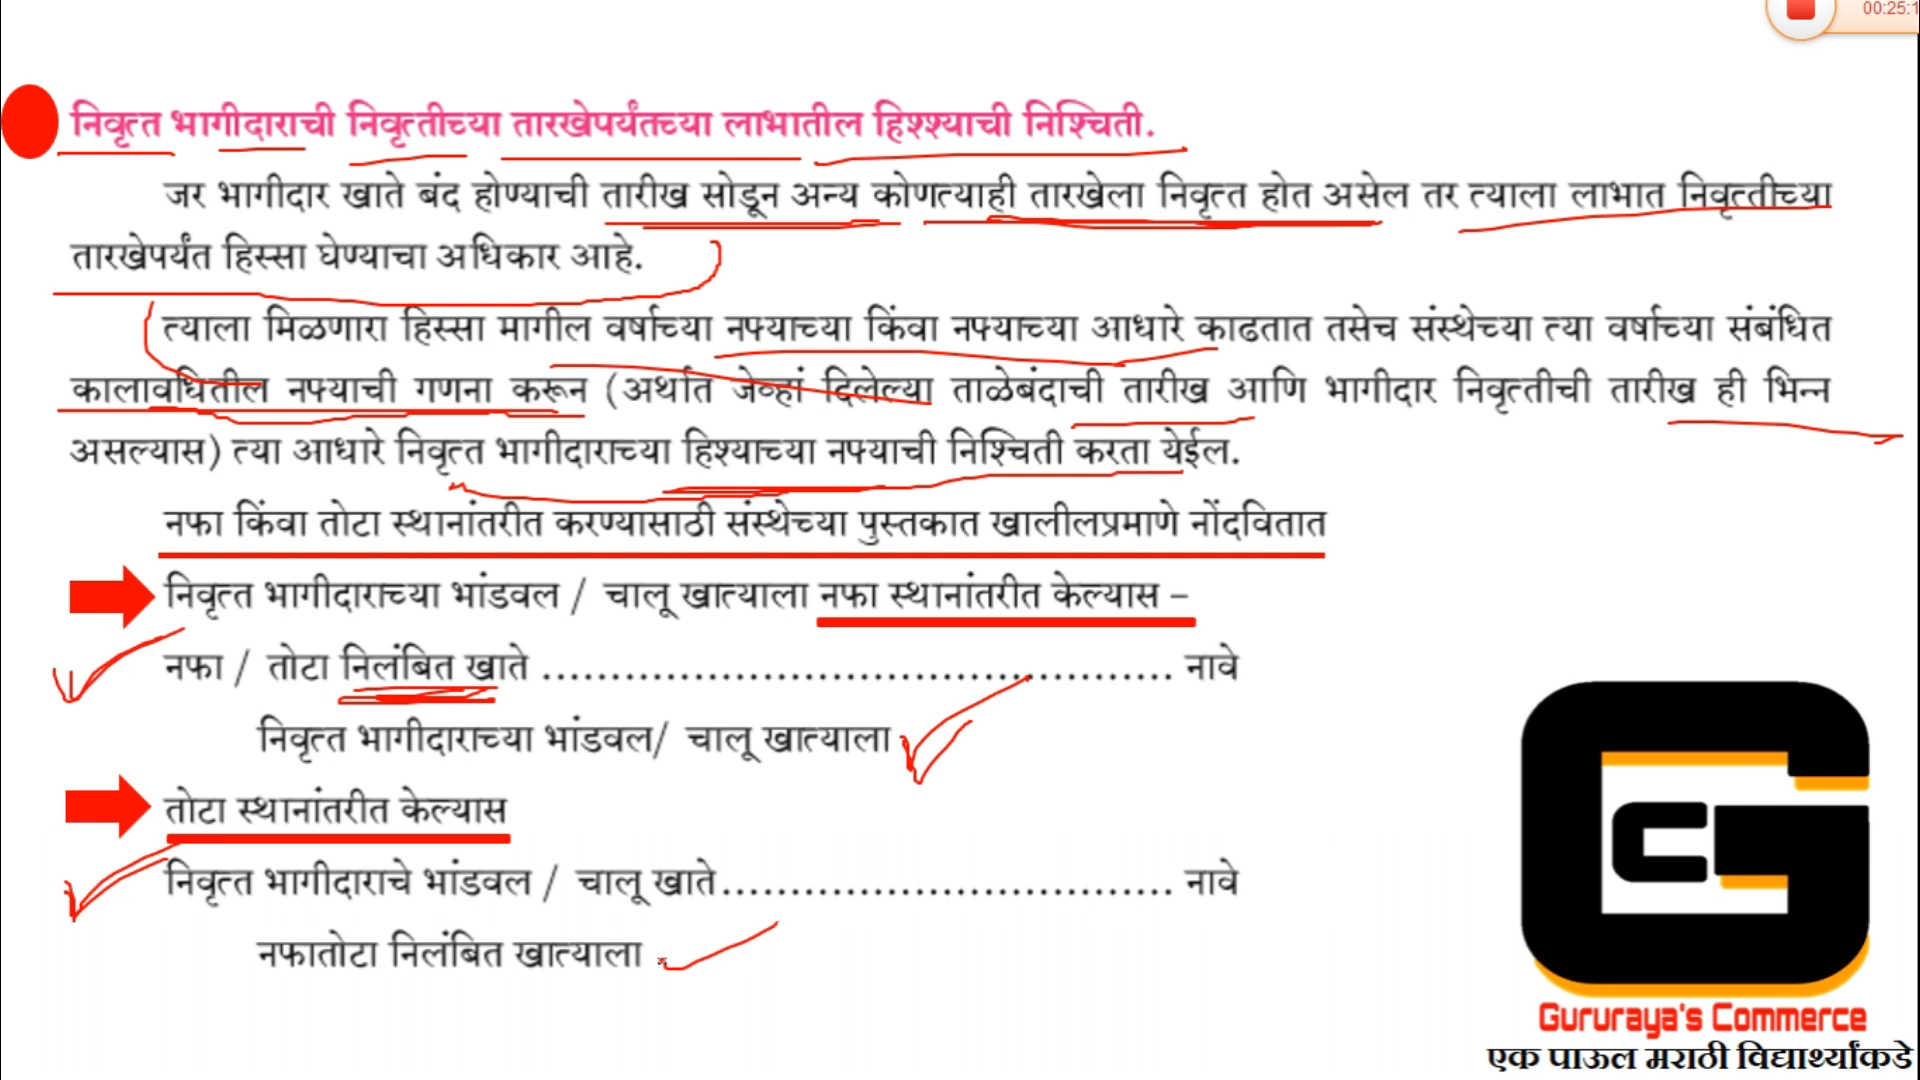 00:25:1
निवृत्त भागीदाराची निवृत्तीच्या तारखेपर्यंतच्या लाभातील हिश्श्याची निश्चिती.
जर भागीदार खाते बंद होण्याची तारीख सोडून अन्य कोणत्याही तारखेला निवृत्त होत असेल तर त्याला लाभात निवृत्तीच्या
तारखेपर्यंत हिस्सा घेण्याचा अधिकार आहे.
त्याला मिळणारा हिस्सा मागील वर्षाच्या नफ्याच्या किंवा नफ्याच्या आधारे काढतात तसेच संस्थेच्या त्या वर्षाच्या संबंधित
कालावधितील नफ्याची गणना करून (अर्थात जेव्हां दिलेल्या ताळेबंदाची तारीख आणि भागीदार निवृत्तीची तारीख ही भिन्न
असल्यास) त्या आधारे निवृत्त भागीदाराच्या हिश्याच्या नफ्याची निश्चिती करता येईल.
नफा किंवा तोटा स्थानांतरीत करण्यासाठी संस्थेच्या पुस्तकात खालीलप्रमाणे नोंदवितात
निवृत्त भागीदाराच्या भांडवल / चालू खात्याला नफा स्थानांतरीत केल्यास –
नफा / तोटा निलंबित खाते .............................................. नावे
निवृत्त भागीदाराच्या भांडवल/ चालू खात्याला
तोटा स्थानांतरीत केल्यास
निवृत्त भागीदाराचे भांडवल / चालू खाते................................. नावे
नफातोटा निलंबित खात्याला
Gururaya's Commerce
एक पाऊल मराठी विद्यार्थ्यांकडे